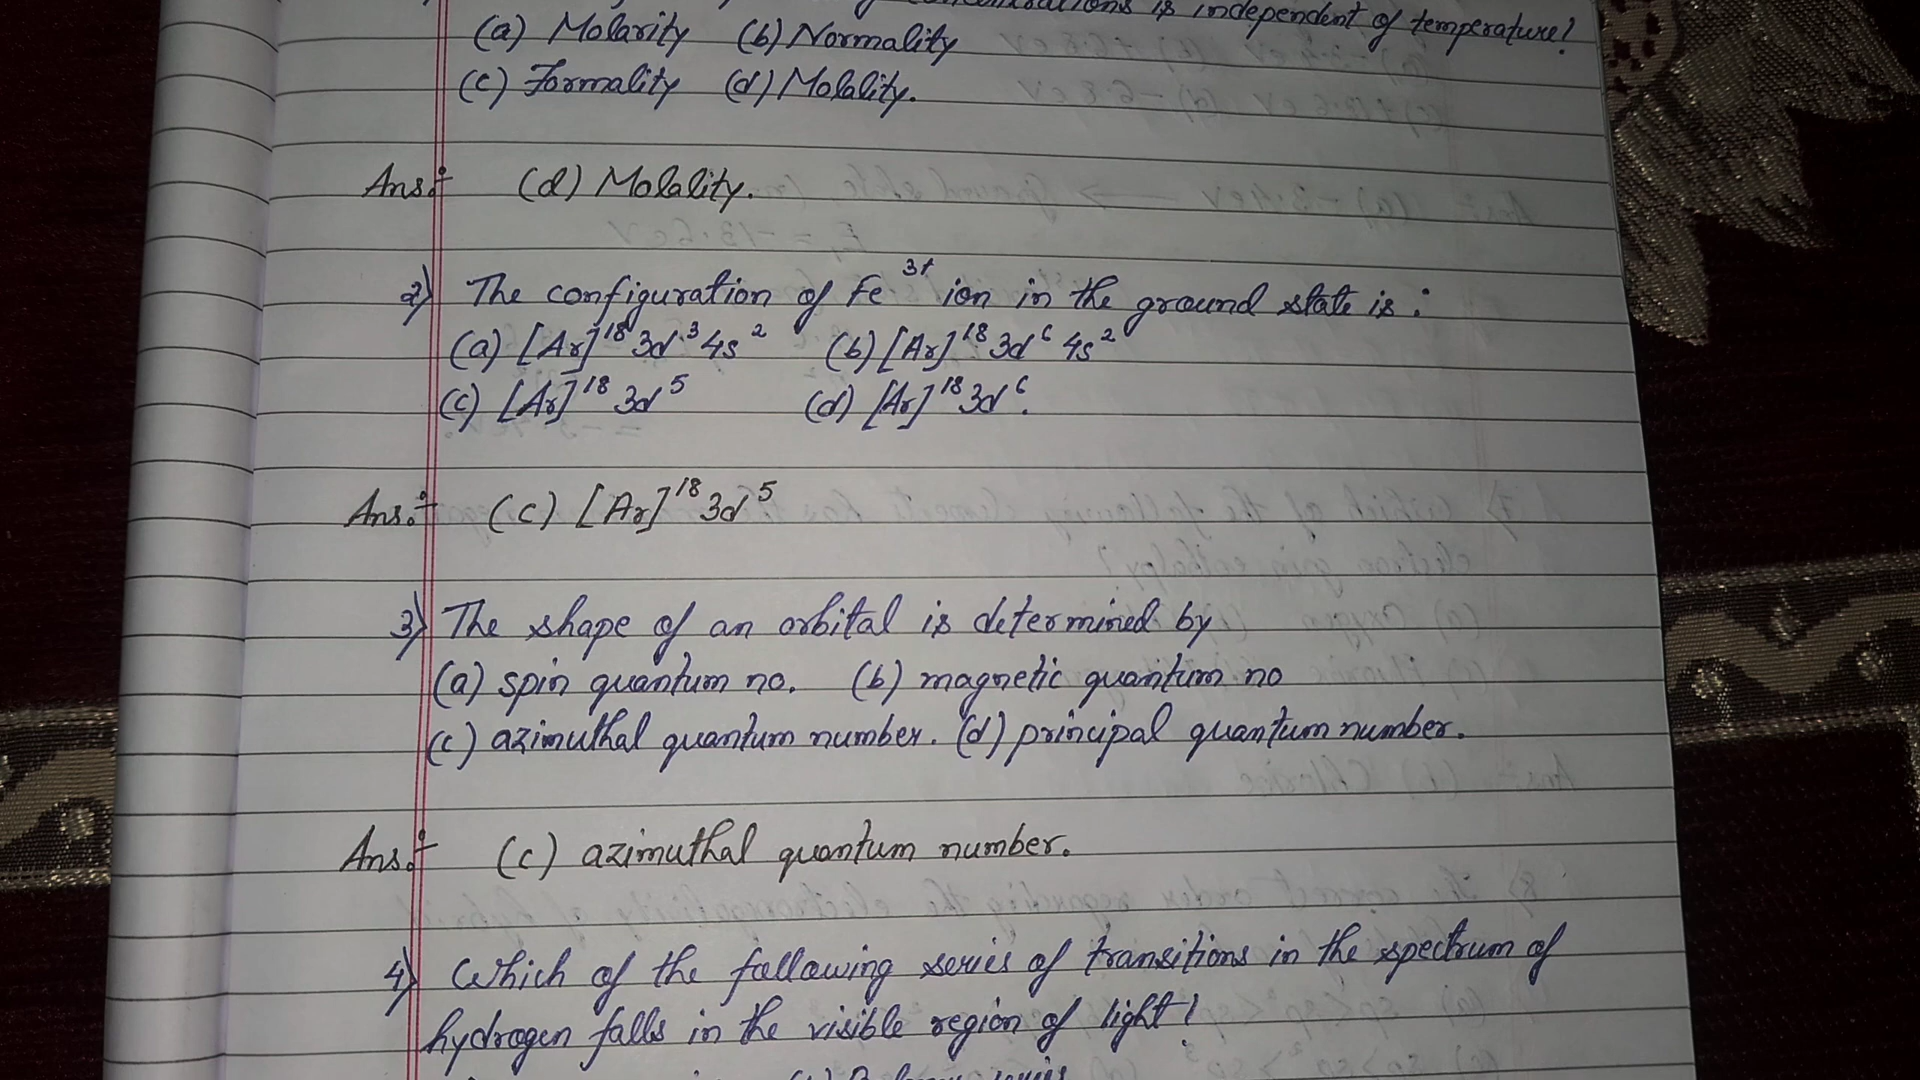 is independent of temperature?
(a) Molarity (b) Normality
(c) Formality (d) Molality.
Ans:- (d) Molality.
2) The configuration of Fe³⁺ ion in the ground state is :
(a) [Ar]¹⁸ 3d³ 4s² (b) [Ar]¹⁸ 3d⁶ 4s²
(c) [Ar]¹⁸ 3d⁵ (d) [Ar]¹⁸ 3d⁶.
Ans:- (c) [Ar]¹⁸ 3d⁵
3) The shape of an orbital is determined by
(a) spin quantum no. (b) magnetic quantum no
(c) azimuthal quantum number. (d) principal quantum number.
Ans:- (c) azimuthal quantum number.
4) Which of the following series of transitions in the spectrum of
hydrogen falls in the visible region of light?